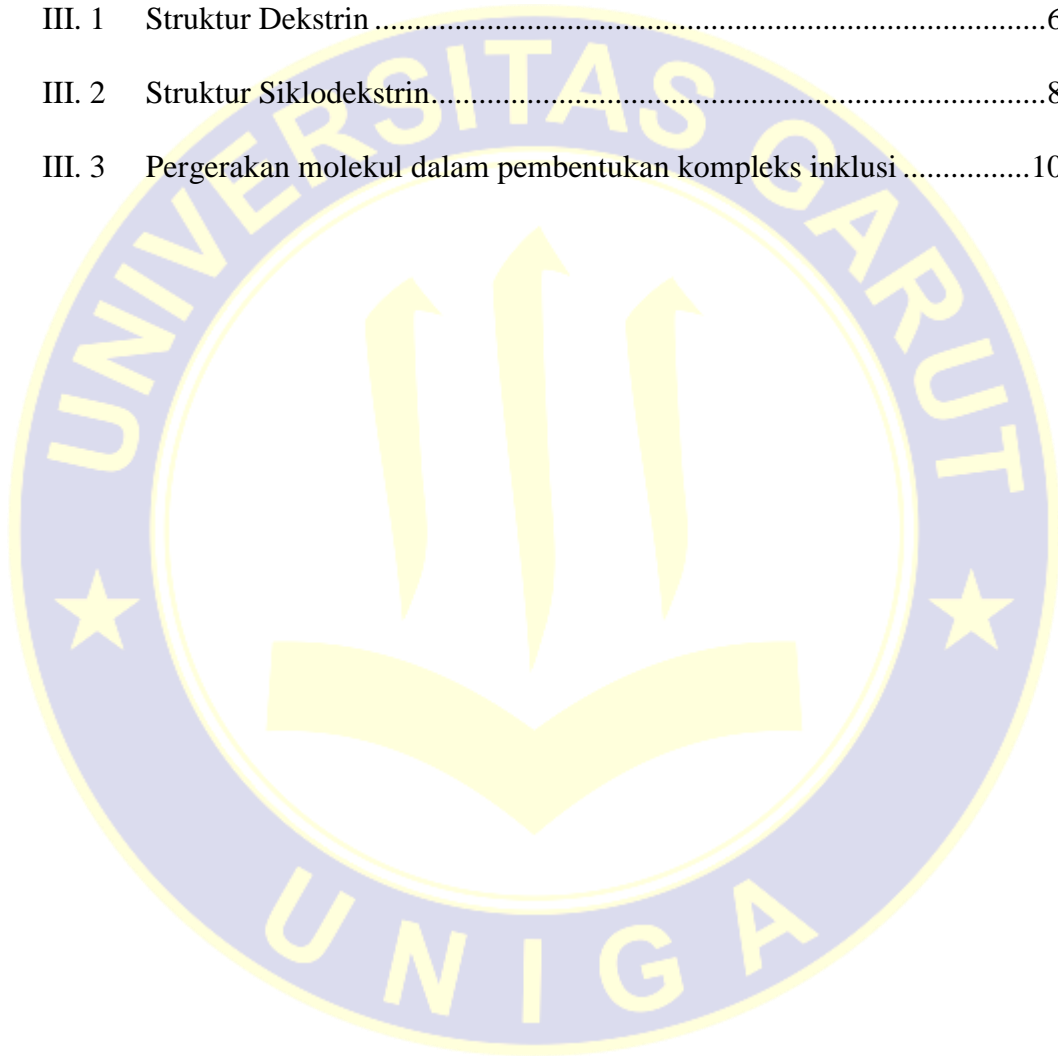 III. 1 Struktur Dekstrin ..................................................................................6
III. 2 Struktur Siklodekstrin...........................................................................8
III. 3 Pergerakan molekul dalam pembentukan kompleks inklusi ...............10
UNIVERSITAS GARUT
UNIGA